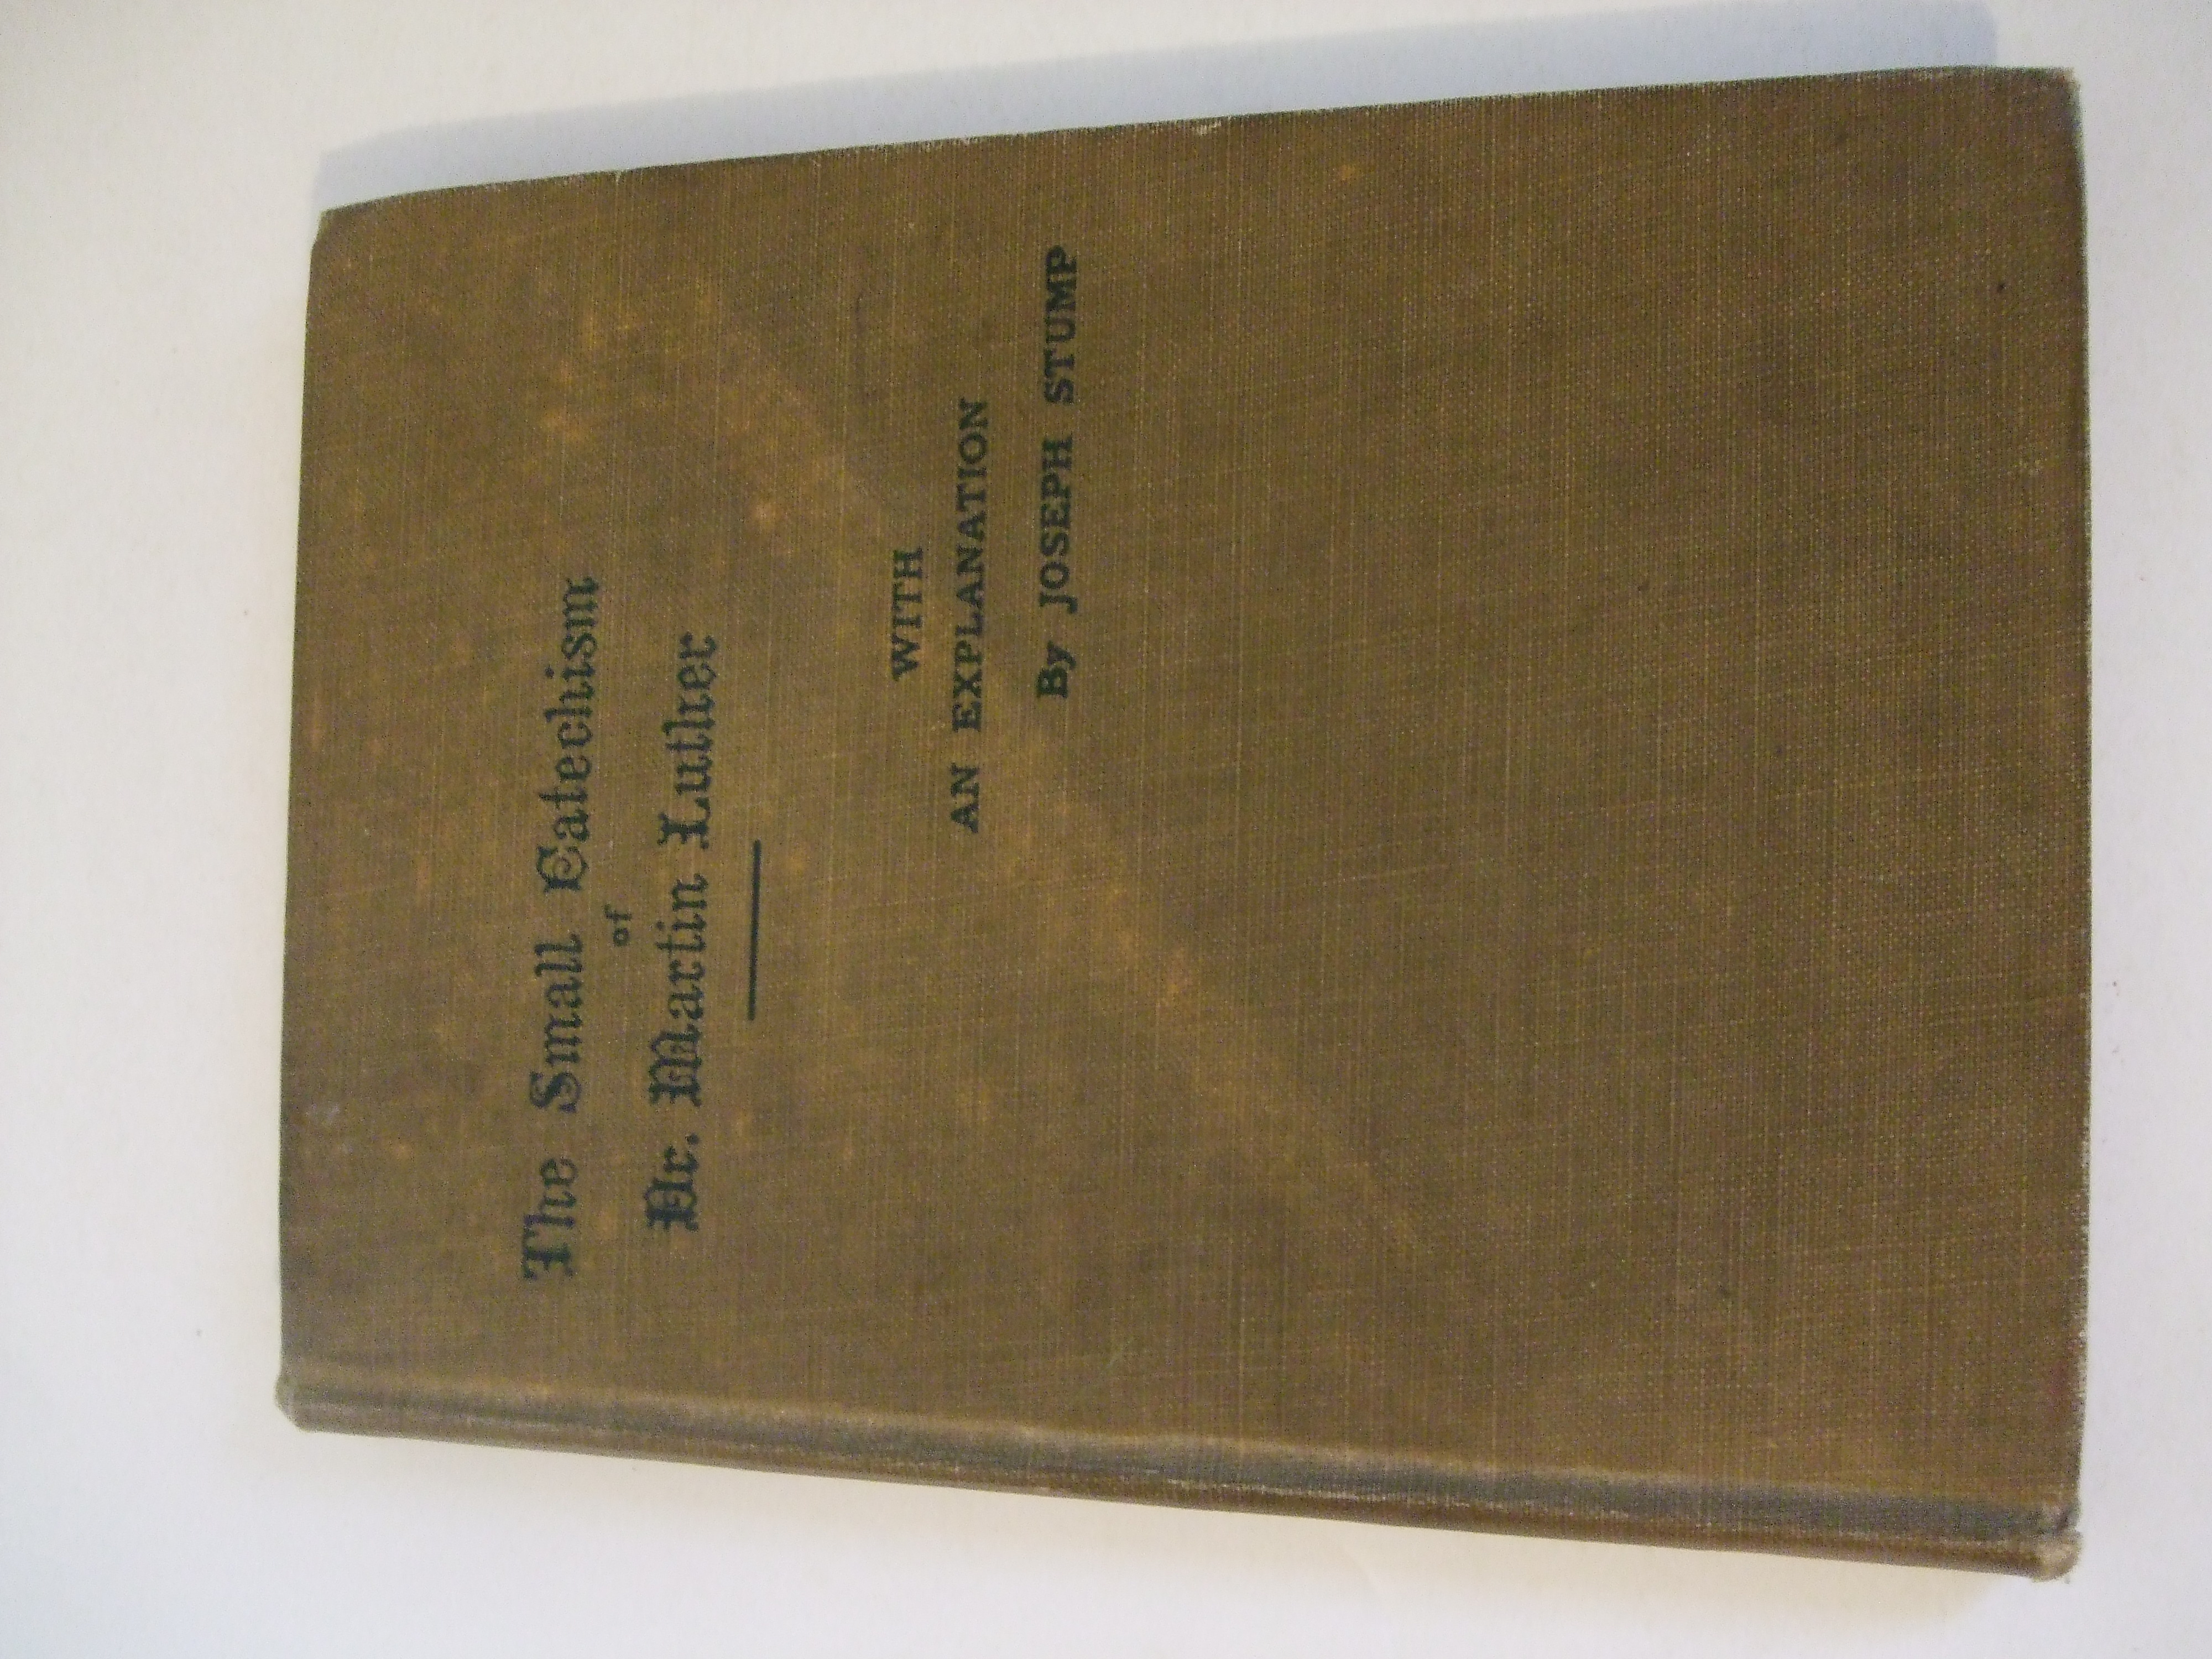 The Small Catechism
of
Dr. Martin Luther
WITH
AN EXPLANATION
By JOSEPH STUMP